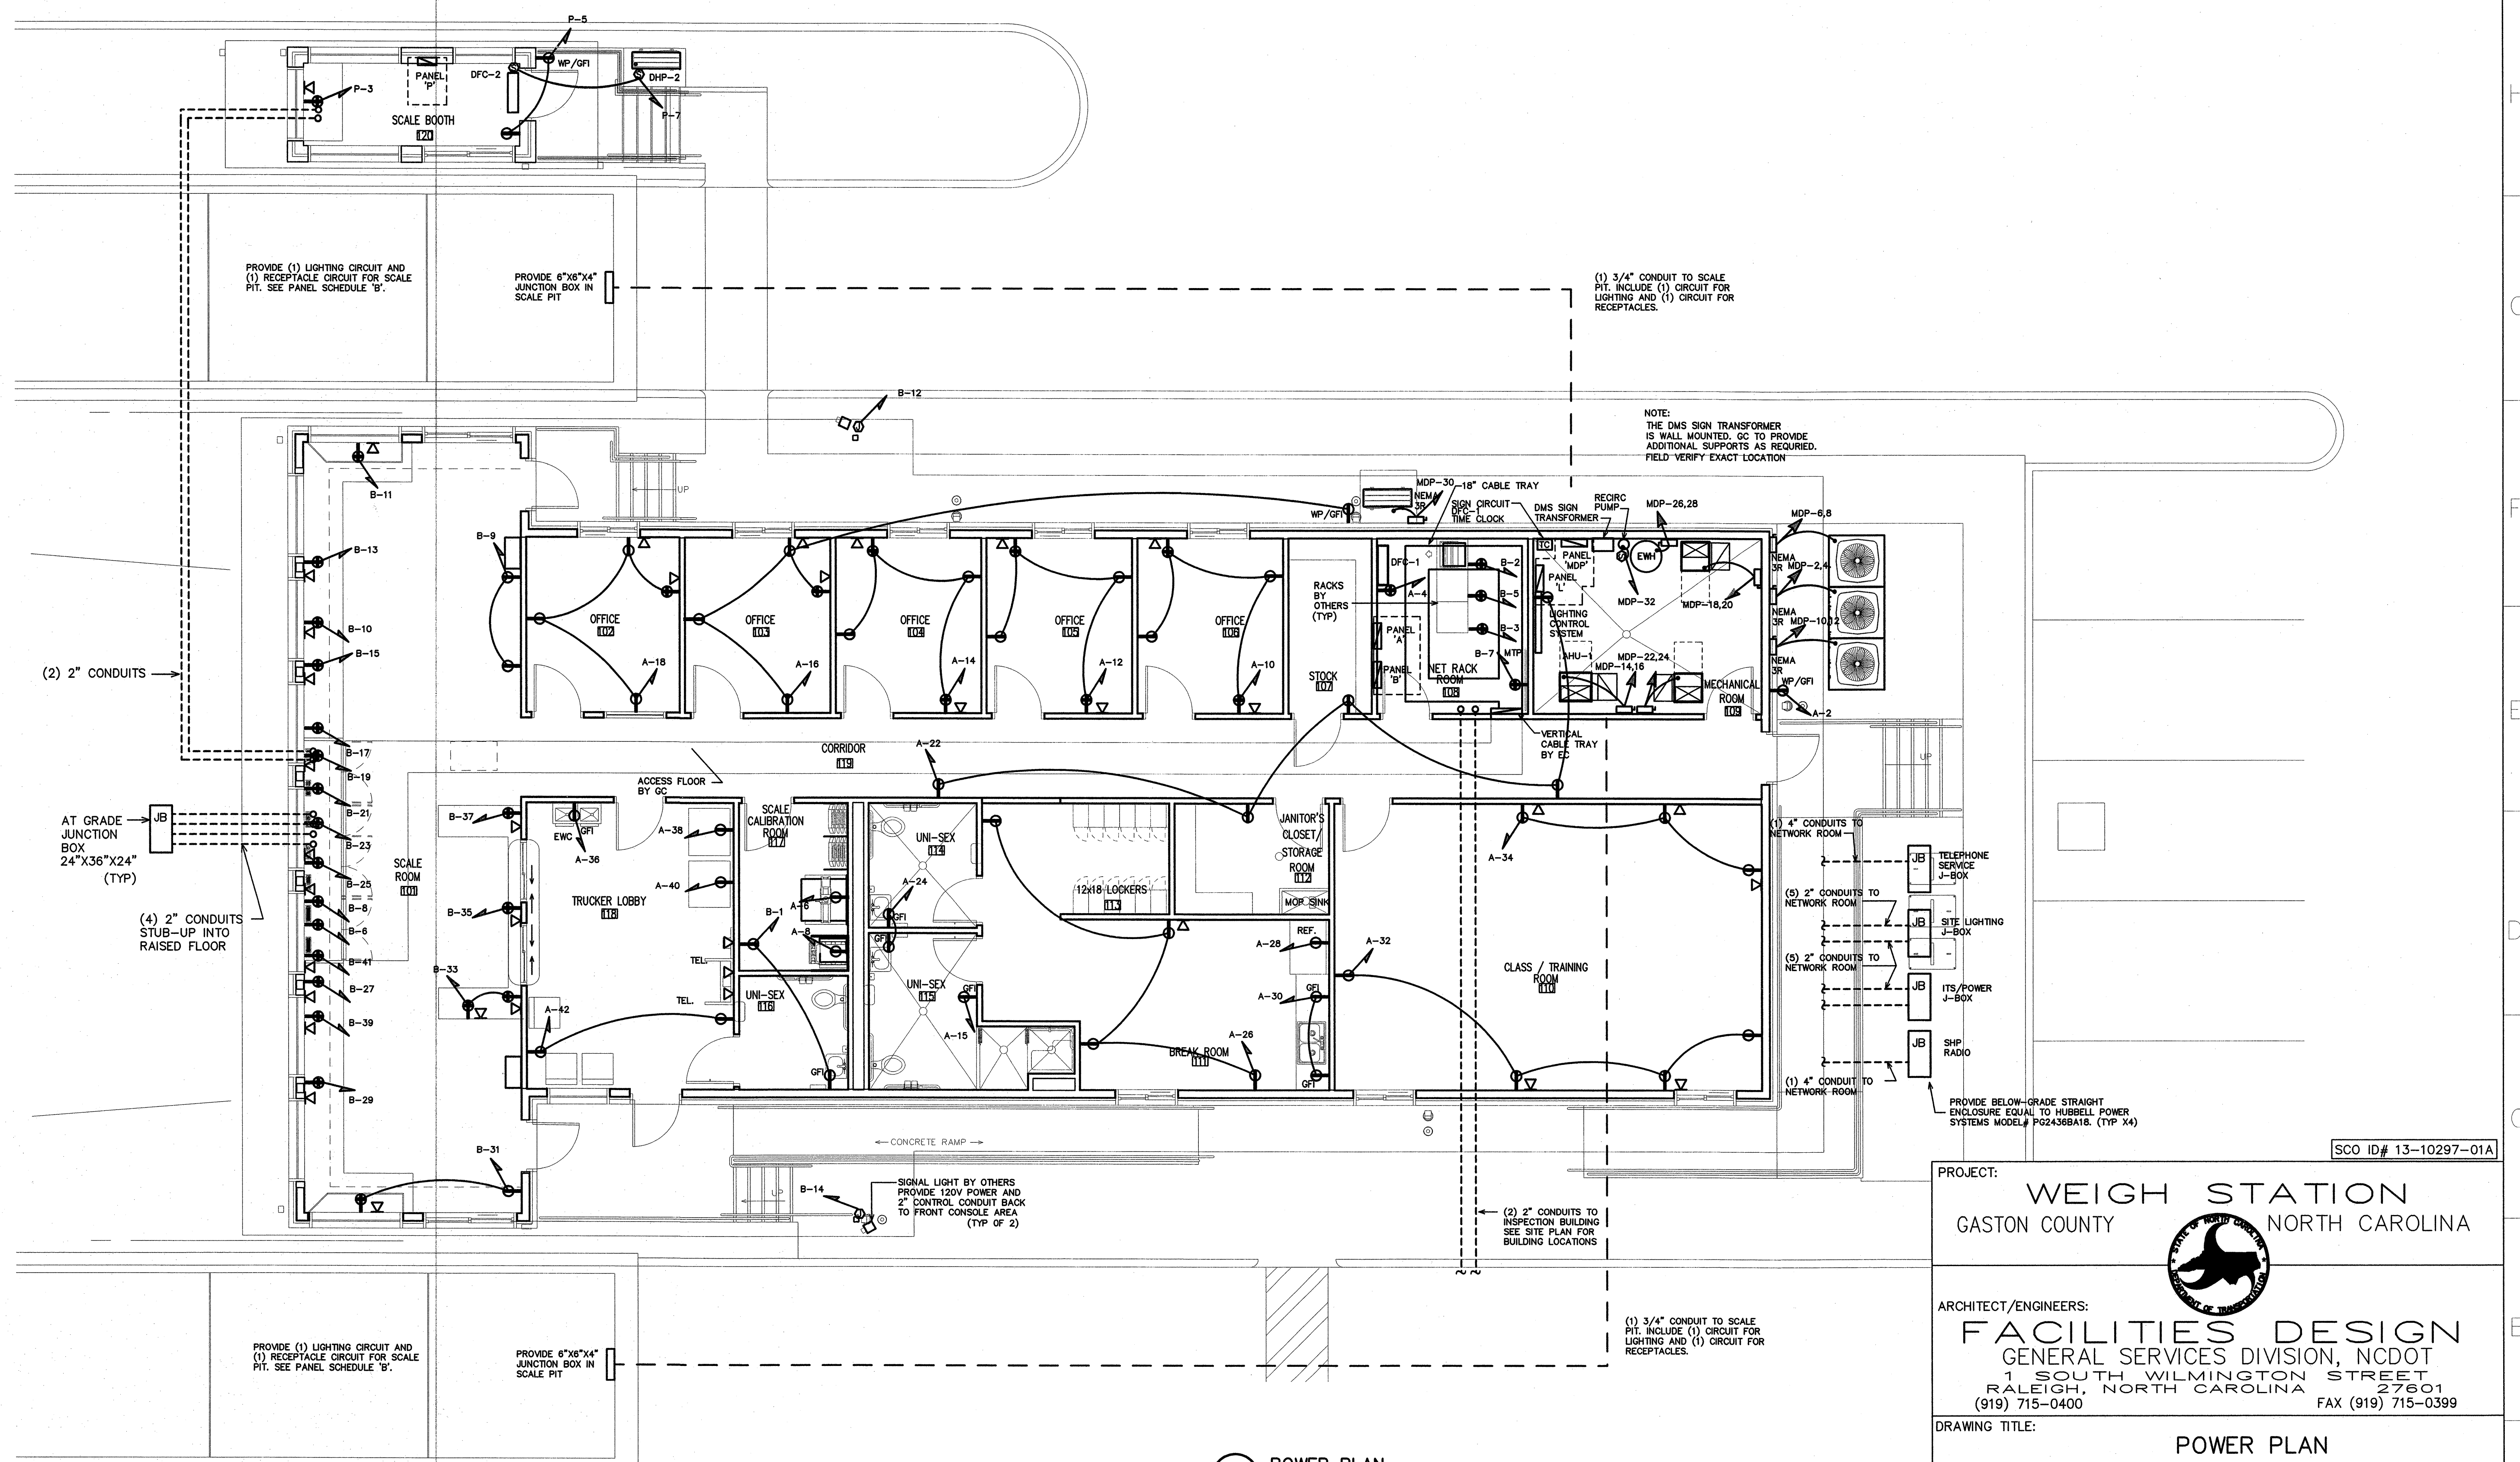 P-5
WP/GFI
DHP-2
DFC-2
PANEL
'P'
P-3
P-7
SCALE BOOTH
120
PROVIDE (1) LIGHTING CIRCUIT AND
(1) RECEPTACLE CIRCUIT FOR SCALE
PIT. SEE PANEL SCHEDULE 'B'.
PROVIDE 6"X6"X4"
JUNCTION BOX IN
SCALE PIT
(1) 3/4" CONDUIT TO SCALE
PIT. INCLUDE (1) CIRCUIT FOR
LIGHTING AND (1) CIRCUIT FOR
RECEPTACLES.
B-12
NOTE:
THE DMS SIGN TRANSFORMER
IS WALL MOUNTED. GC TO PROVIDE
ADDITIONAL SUPPORTS AS REQURIED.
FIELD VERIFY EXACT LOCATION
B-11
UP
WP/GFI
MDP-30
NEMA
3R
18" CABLE TRAY
SIGN CIRCUIT
DFC-1
TIME CLOCK
DMS SIGN
TRANSFORMER
RECIRC
PUMP
MDP-26,28
MDP-6,8
B-9
B-13
B-10
B-15
OFFICE
102
A-18
OFFICE
103
A-16
OFFICE
104
A-14
OFFICE
105
A-12
OFFICE
106
A-10
RACKS
BY
OTHERS
(TYP)
STOCK
107
DFC-1
A-4
PANEL
'A'
PANEL
'B'
B-2
B-5
B-3
B-7
MTP
NET RACK
ROOM
108
TC
PANEL
'MDP'
PANEL
'L'
EWH
MDP-32
MDP-18,20
LIGHTING
CONTROL
SYSTEM
AHU-1
MDP-14,16
MDP-22,24
MECHANICAL
ROOM
109
NEMA
3R
MDP-2,4
NEMA
3R
MDP-10,12
NEMA
3R
WP/GFI
A-2
(2) 2" CONDUITS
B-17
B-19
B-21
B-23
B-25
B-8
B-6
B-41
B-27
B-39
B-29
AT GRADE
JUNCTION
BOX
24"X36"X24"
(TYP)
JB
(4) 2" CONDUITS
STUB-UP INTO
RAISED FLOOR
SCALE
ROOM
101
ACCESS FLOOR
BY GC
CORRIDOR
119
A-22
VERTICAL
CABLE TRAY
BY EC
UP
B-37
B-35
B-33
EWC
GFI
A-36
A-38
A-40
TRUCKER LOBBY
118
TEL.
TEL.
A-42
SCALE
CALIBRATION
ROOM
117
A-6
A-8
B-1
UNI-SEX
116
GFI
UNI-SEX
114
A-24
GFI
GFI
UNI-SEX
115
GFI
A-15
12x18 LOCKERS
113
JANITOR'S
CLOSET/
STORAGE
ROOM
112
MOP SINK
REF.
A-28
A-30
GFI
GFI
A-26
BREAK ROOM
111
A-34
A-32
CLASS / TRAINING
ROOM
110
(1) 4" CONDUITS TO
NETWORK ROOM
JB
TELEPHONE
SERVICE
J-BOX
(5) 2" CONDUITS TO
NETWORK ROOM
JB
SITE LIGHTING
J-BOX
(5) 2" CONDUITS TO
NETWORK ROOM
JB
ITS/POWER
J-BOX
JB
SHP
RADIO
(1) 4" CONDUIT TO
NETWORK ROOM
PROVIDE BELOW-GRADE STRAIGHT
ENCLOSURE EQUAL TO HUBBELL POWER
SYSTEMS MODEL# PG2436BA18. (TYP X4)
CONCRETE RAMP
B-31
UP
B-14
SIGNAL LIGHT BY OTHERS
PROVIDE 120V POWER AND
2" CONTROL CONDUIT BACK
TO FRONT CONSOLE AREA
(TYP OF 2)
(2) 2" CONDUITS TO
INSPECTION BUILDING
SEE SITE PLAN FOR
BUILDING LOCATIONS
PROVIDE (1) LIGHTING CIRCUIT AND
(1) RECEPTACLE CIRCUIT FOR SCALE
PIT. SEE PANEL SCHEDULE 'B'.
PROVIDE 6"X6"X4"
JUNCTION BOX IN
SCALE PIT
(1) 3/4" CONDUIT TO SCALE
PIT. INCLUDE (1) CIRCUIT FOR
LIGHTING AND (1) CIRCUIT FOR
RECEPTACLES.
POWER PLAN
SCO ID# 13-10297-01A
PROJECT:
WEIGH STATION
GASTON COUNTY NORTH CAROLINA
STATE OF NORTH CAROLINA
DEPARTMENT OF TRANSPORTATION
ARCHITECT/ENGINEERS:
FACILITIES DESIGN
GENERAL SERVICES DIVISION, NCDOT
1 SOUTH WILMINGTON STREET
RALEIGH, NORTH CAROLINA 27601
(919) 715-0400 FAX (919) 715-0399
DRAWING TITLE:
POWER PLAN
H
F
E
D